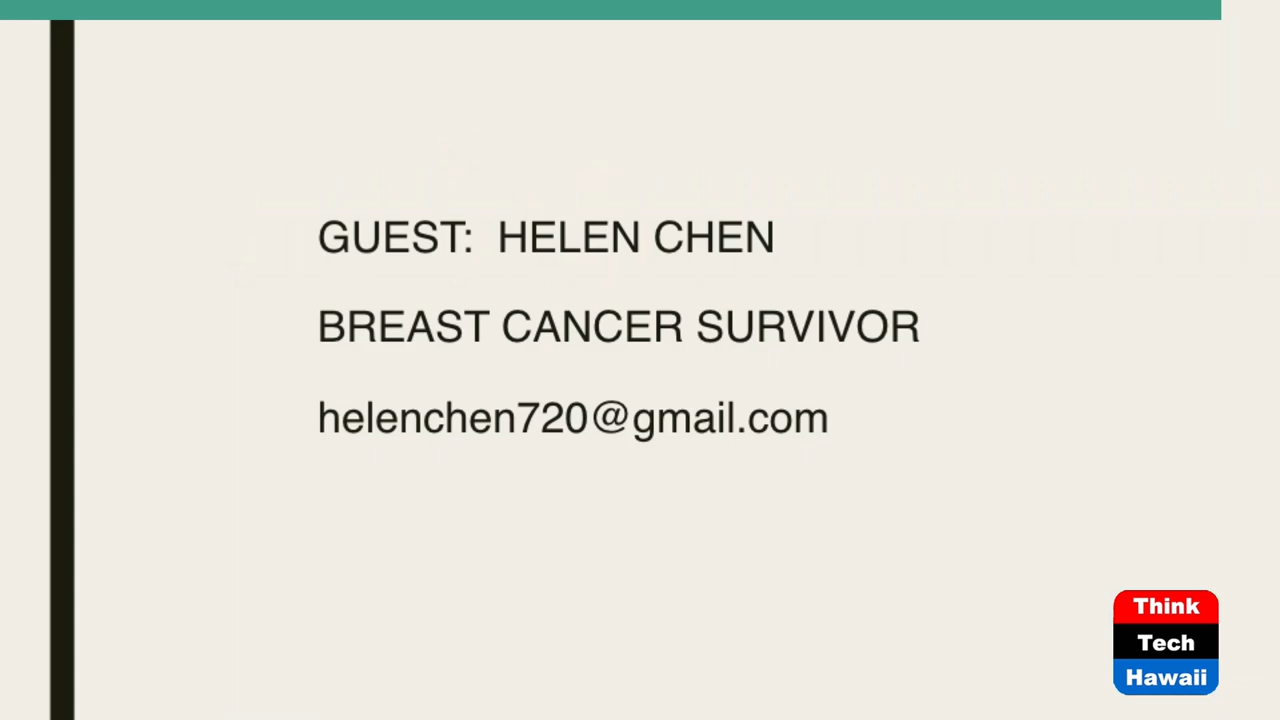 GUEST:  HELEN CHEN
BREAST CANCER SURVIVOR
helenchen720@gmail.com
Think
Tech
Hawaii